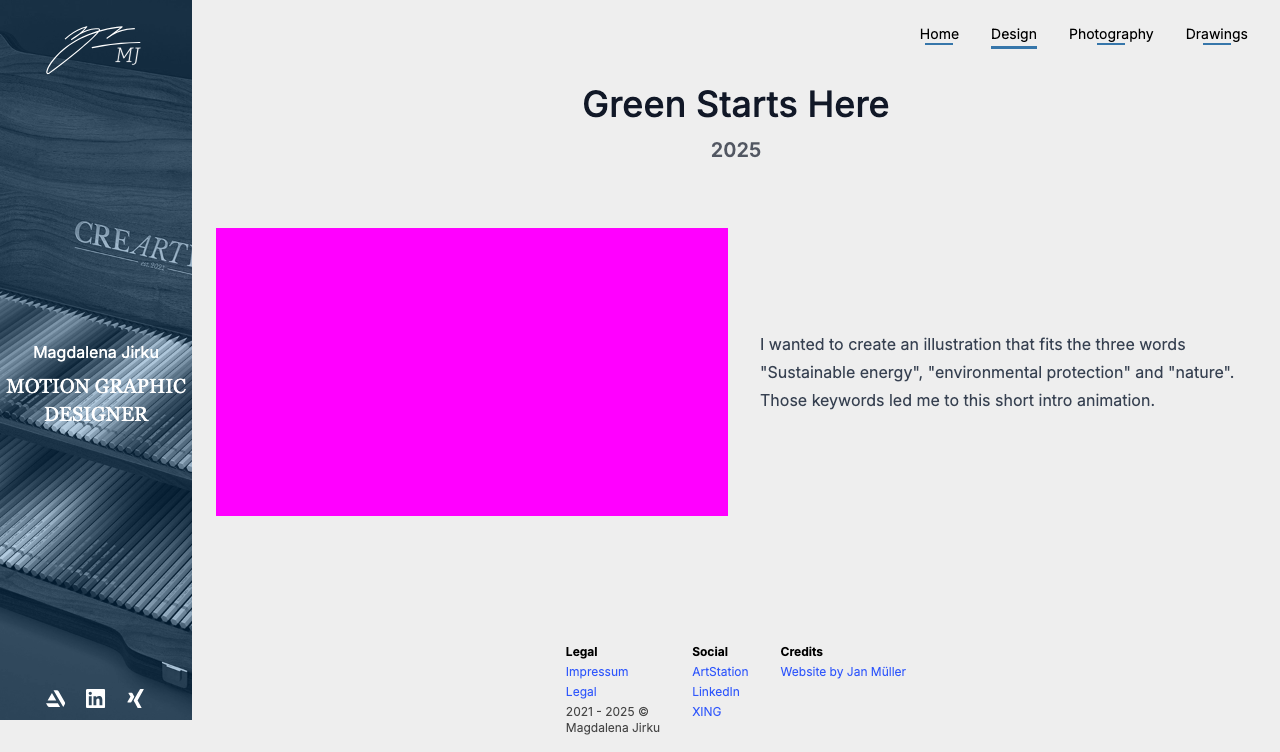 MJ
CREARTI
est. 2021
Magdalena Jirku
MOTION GRAPHIC
DESIGNER
Home
Design
Photography
Drawings
Green Starts Here
2025
I wanted to create an illustration that fits the three words
"Sustainable energy", "environmental protection" and "nature".
Those keywords led me to this short intro animation.
Legal
Impressum
Legal
2021 - 2025 ©
Magdalena Jirku
Social
ArtStation
LinkedIn
XING
Credits
Website by Jan Müller